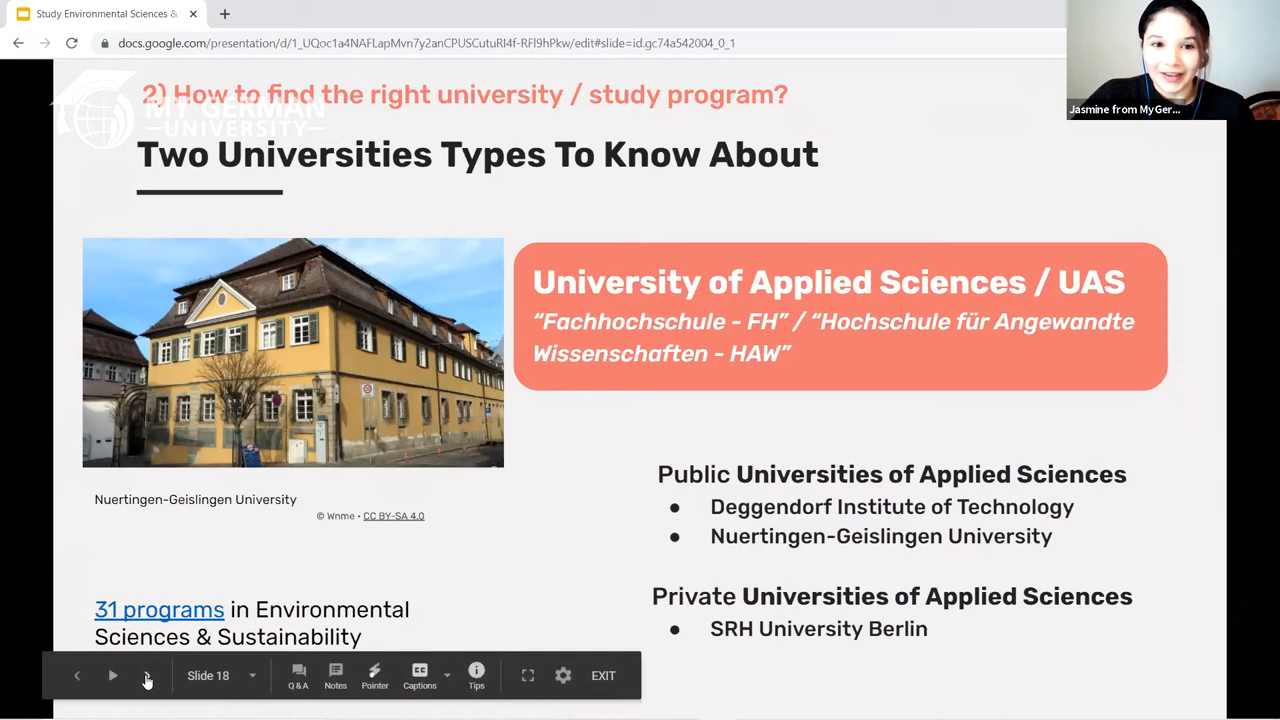 Study Environmental Sciences &
docs.google.com/presentation/d/1_UQoc1a4NAFLapMvn7y2anCPUSCutuRl4f-RFl9hPkw/edit#slide=id.gc74a542004_0_1
Jasmine from MyGer...
2) How to find the right university / study program?
MY GERMAN
UNIVERSITY
Two Universities Types To Know About
University of Applied Sciences / UAS
“Fachhochschule - FH” / “Hochschule für Angewandte
Wissenschaften - HAW”
Nuertingen-Geislingen University
© Wnme • CC BY-SA 4.0
Public Universities of Applied Sciences
● Deggendorf Institute of Technology
● Nuertingen-Geislingen University
Private Universities of Applied Sciences
● SRH University Berlin
31 programs in Environmental
Sciences & Sustainability
Slide 18
Q & A
Notes
Pointer
Captions
Tips
EXIT